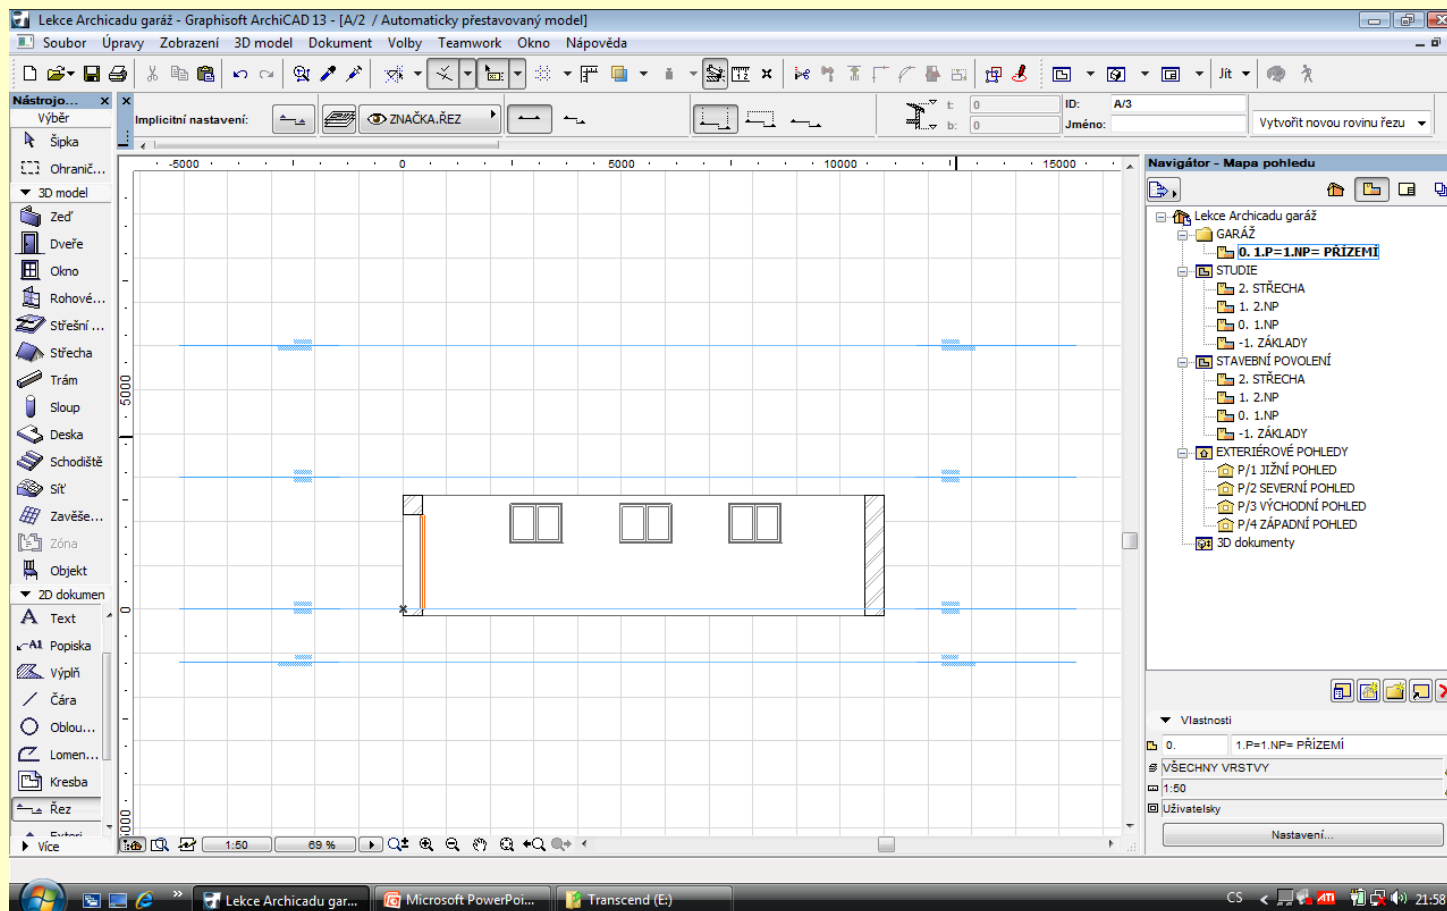 Lekce Archicadu garáž - Graphisoft ArchiCAD 13 - [A/2 / Automaticky přestavovaný model]
Soubor Úpravy Zobrazení 3D model Dokument Volby Teamwork Okno Nápověda
Jít
Nástrojo...
Výběr
Šipka
Ohranič...
3D model
Zeď
Dveře
Okno
Rohové...
Střešní ...
Střecha
Trám
Sloup
Deska
Schodiště
Síť
Zavěše...
Zóna
Objekt
2D dokumen
Text
A1 Popiska
Výplň
Čára
Oblou...
Lomen...
Kresba
Řez
Exteri
Více
Implicitní nastavení:
ZNAČKA.ŘEZ
t: 0
b: 0
ID: A/3
Jméno:
Vytvořit novou rovinu řezu
-5000 0 5000 10000 15000
5000
0
1:50 69 %
Navigátor - Mapa pohledu
Lekce Archicadu garáž
GARÁŽ
0. 1.P=1.NP= PŘÍZEMÍ
STUDIE
2. STŘECHA
1. 2.NP
0. 1.NP
-1. ZÁKLADY
STAVEBNÍ POVOLENÍ
2. STŘECHA
1. 2.NP
0. 1.NP
-1. ZÁKLADY
EXTERIÉROVÉ POHLEDY
P/1 JIŽNÍ POHLED
P/2 SEVERNÍ POHLED
P/3 VÝCHODNÍ POHLED
P/4 ZÁPADNÍ POHLED
3D dokumenty
Vlastnosti
0. 1.P=1.NP= PŘÍZEMÍ
VŠECHNY VRSTVY
1:50
Uživatelsky
Nastavení...
Lekce Archicadu gar... Microsoft PowerPoi... Transcend (E:) CS ATI 21:58